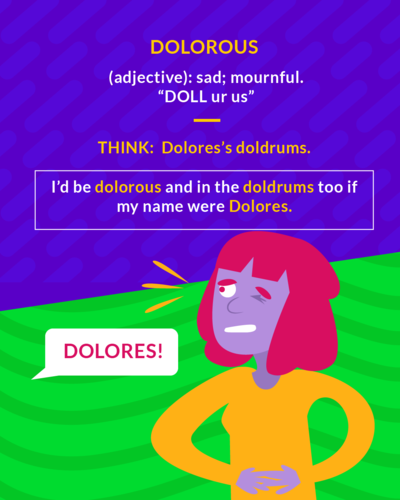 DOLOROUS
(adjective): sad; mournful.
“DOLL ur us”
THINK: Dolores’s doldrums.
I’d be dolorous and in the doldrums too if
my name were Dolores.
DOLORES!